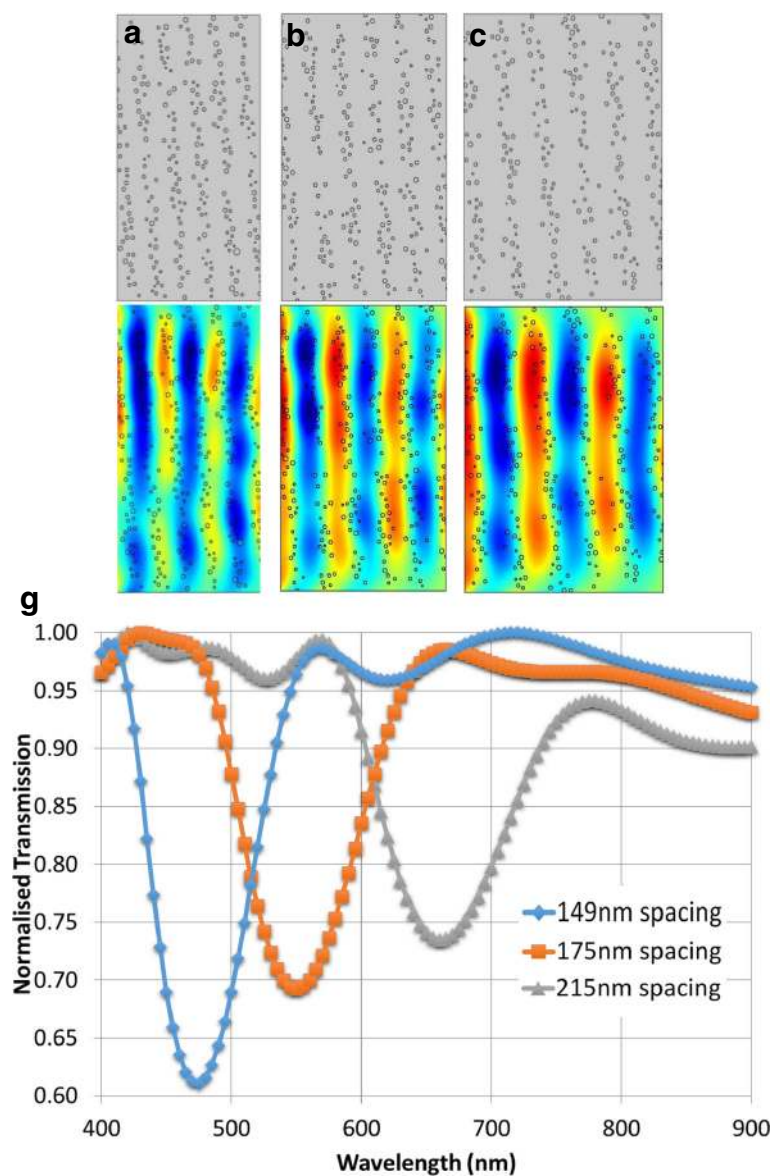 a b c
g
1.00
0.95
0.90
0.85
0.80
0.75
0.70
0.65
0.60
Normalised Transmission
149nm spacing
175nm spacing
215nm spacing
400 500 600 700 800 900
Wavelength (nm)